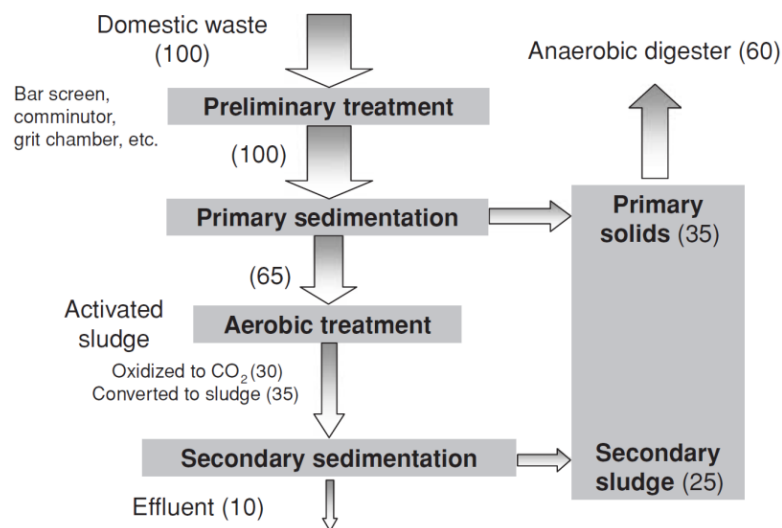 Domestic waste
(100)
Anaerobic digester (60)
Bar screen,
comminutor,
grit chamber, etc.
Preliminary treatment
(100)
Primary sedimentation
Primary
solids (35)
(65)
Activated
sludge
Aerobic treatment
Oxidized to CO₂ (30)
Converted to sludge (35)
Secondary sedimentation
Secondary
sludge (25)
Effluent (10)